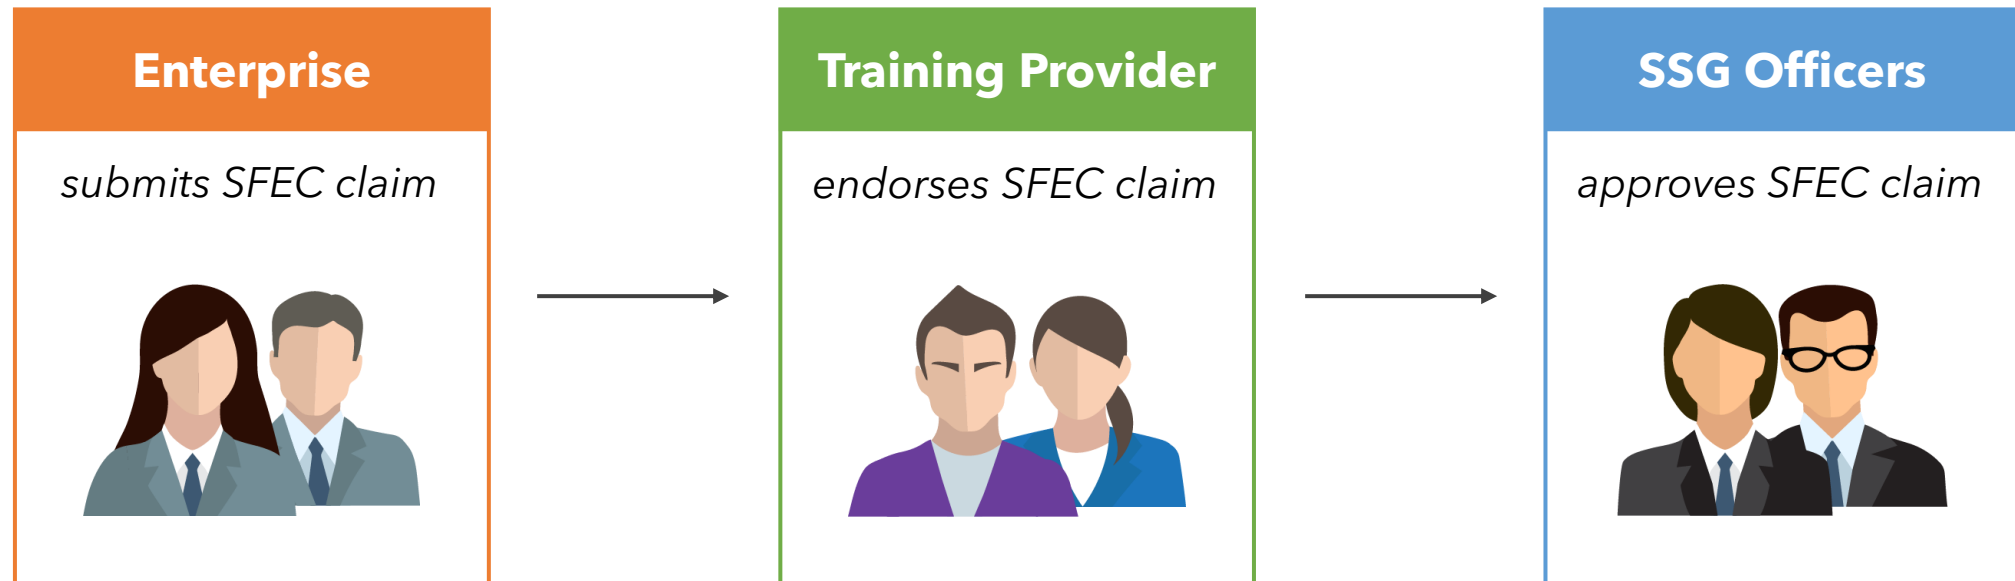 Enterprise
submits SFEC claim
Training Provider
endorses SFEC claim
SSG Officers
approves SFEC claim